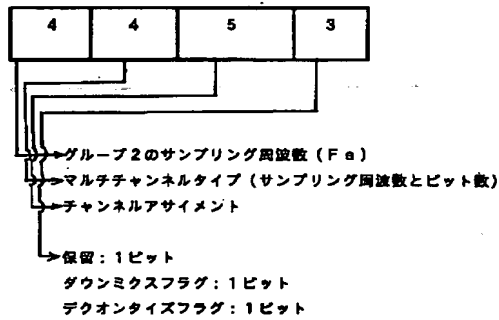 4 4 5 3
グループ2のサンプリング周波数(Fs)
マルチチャンネルタイプ(サンプリング周波数とビット数)
チャンネルアサイメント
保留:1ビット
ダウンミクスフラグ:1ビット
デクオンタイズフラグ:1ビット